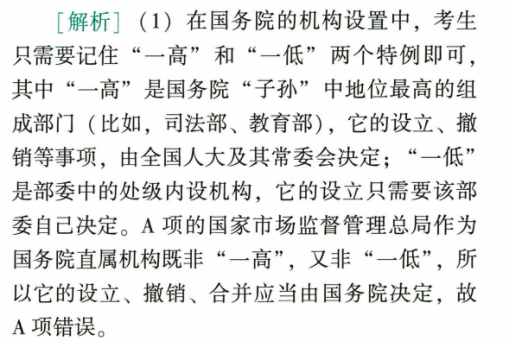 ［解析］（1）在国务院的机构设置中，考生
只需要记住“一高”和“一低”两个特例即可，
其中“一高”是国务院“子孙”中地位最高的组
成部门（比如，司法部、教育部），它的设立、撤
销等事项，由全国人大及其常委会决定；“一低”
是部委中的处级内设机构，它的设立只需要该部
委自己决定。A 项的国家市场监督管理总局作为
国务院直属机构既非“一高”，又非“一低”，所
以它的设立、撤销、合并应当由国务院决定，故
A 项错误。